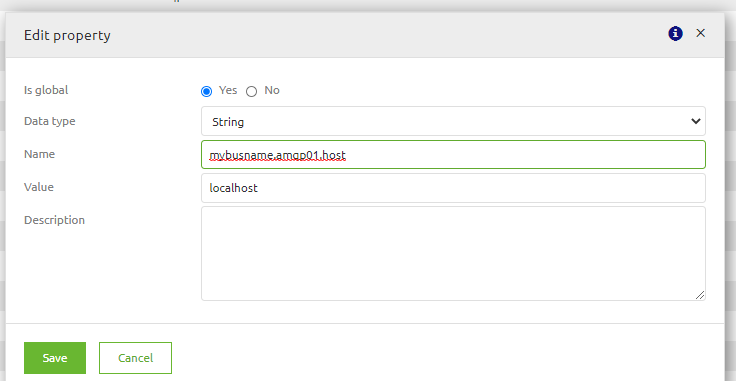 Edit property
Is global Yes No
Data type String
Name mybusname.amqp01.host
Value localhost
Description
Save Cancel